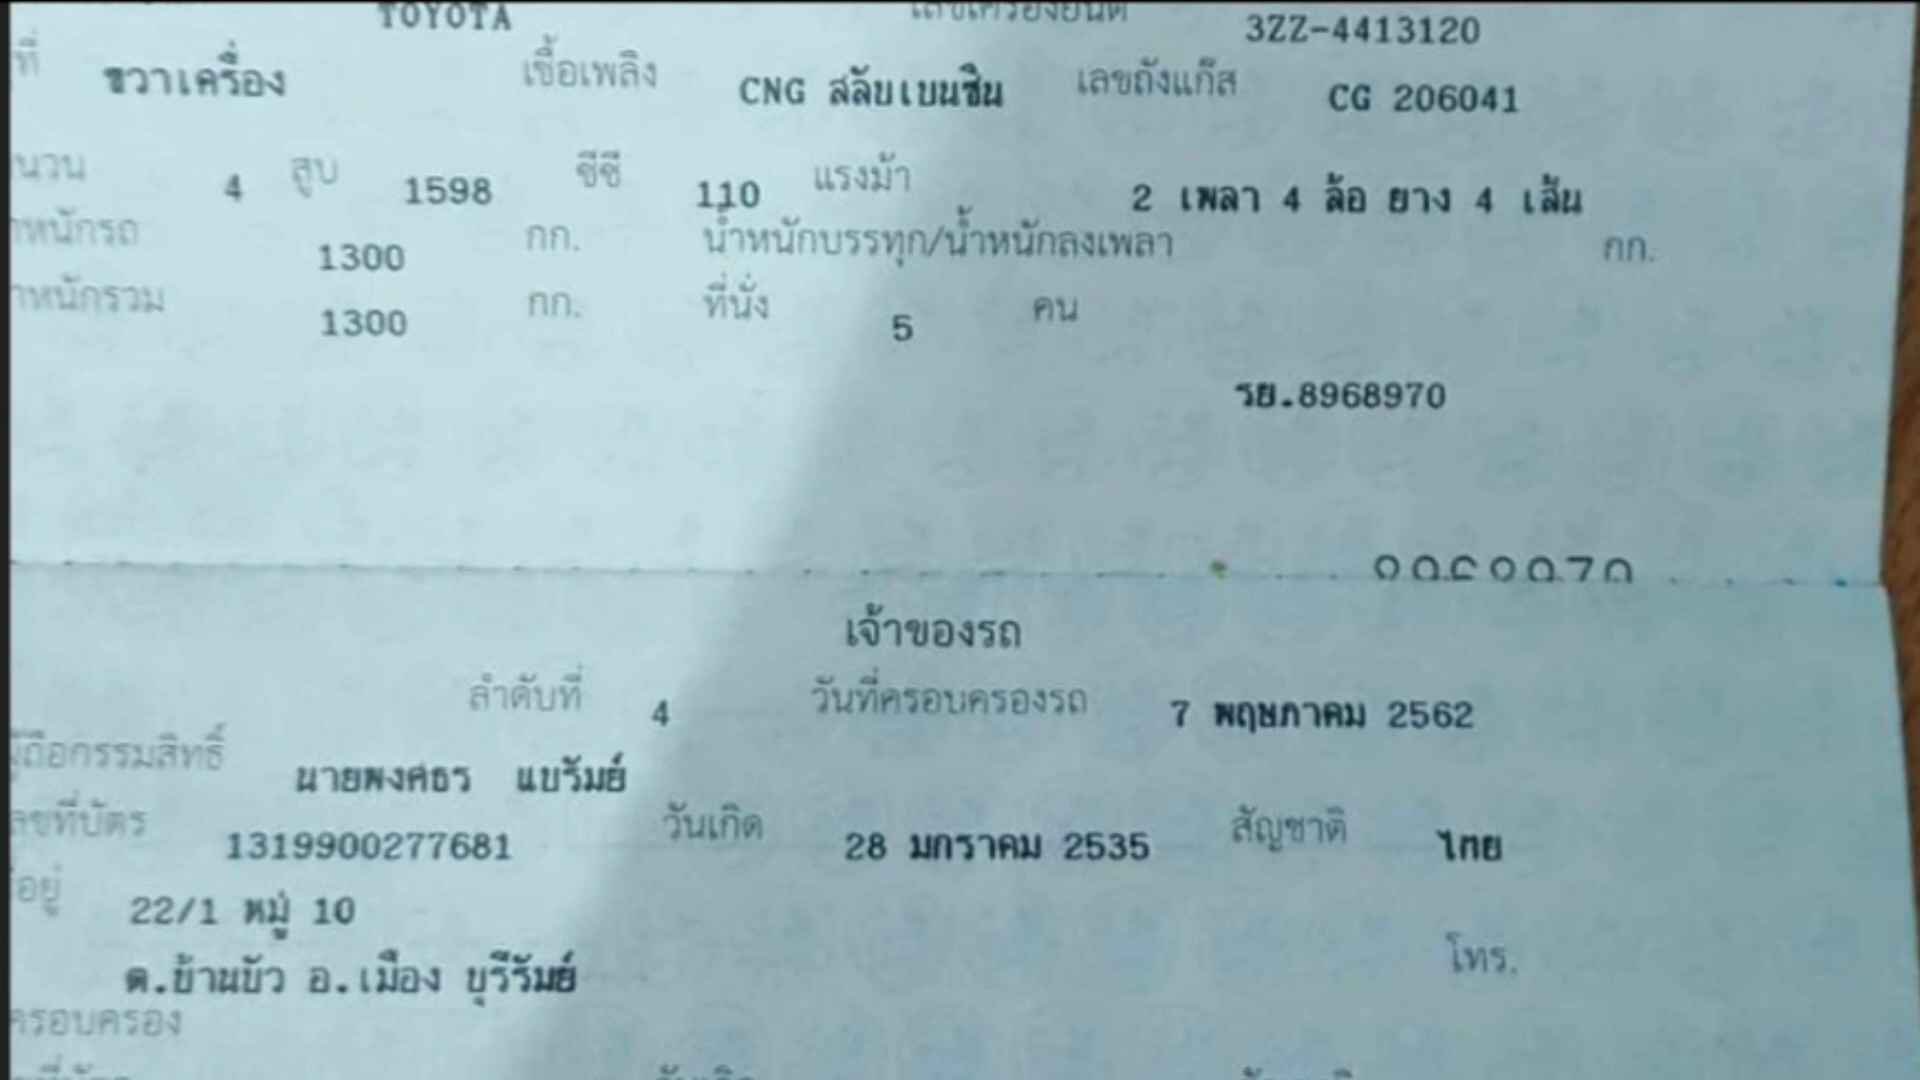 TOYOTA เลขเครื่องยนต์ 3ZZ-4413120
ที่ ขวาเครื่อง เชื้อเพลิง CNG สลับเบนซิน เลขถังแก๊ส CG 206041
นวน 4 สูบ 1598 ซีซี 110 แรงม้า 2 เพลา 4 ล้อ ยาง 4 เส้น
หนักรถ 1300 กก. น้ำหนักบรรทุก/น้ำหนักลงเพลา กก.
หนักรวม 1300 กก. ที่นั่ง 5 คน
รย.8968970
8968970
เจ้าของรถ
ลำดับที่ 4 วันที่ครอบครองรถ 7 พฤษภาคม 2562
ผู้ถือกรรมสิทธิ์ นายพงศธร แบรัมย์
ลขที่บัตร 1319900277681 วันเกิด 28 มกราคม 2535 สัญชาติ ไทย
อยู่ 22/1 หมู่ 10
ต.บ้านบัว อ.เมือง บุรีรัมย์ โทร.
ครอบครอง